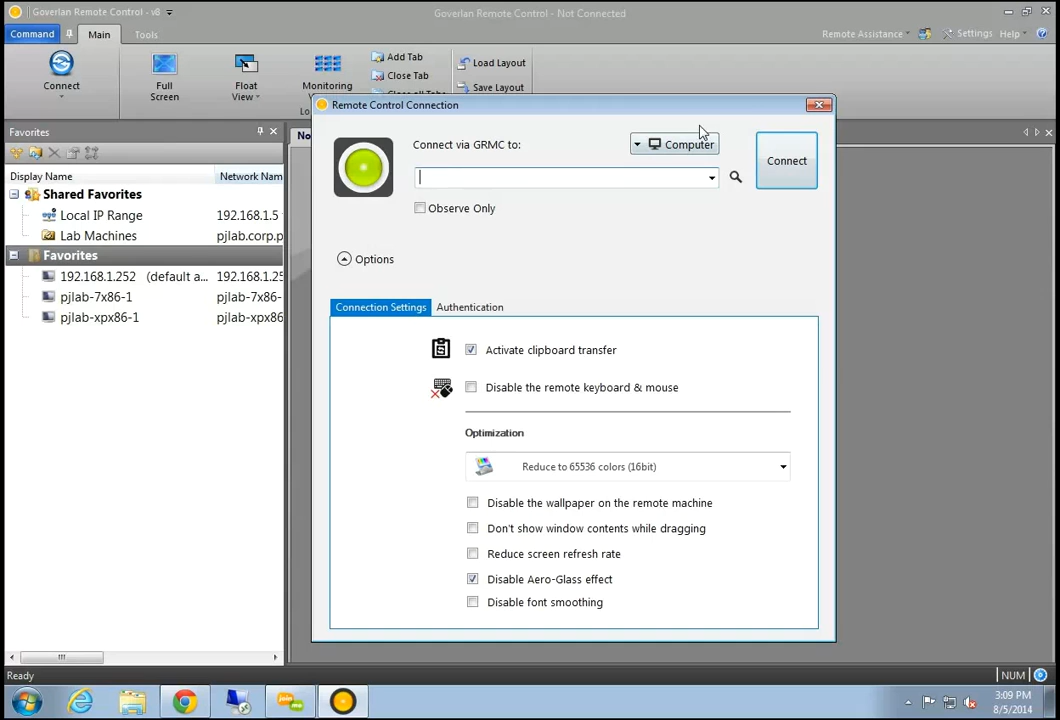 Goverlan Remote Control - v8
Goverlan Remote Control - Not Connected
Command Main Tools
Remote Assistance Settings Help
Connect
Full Screen
Float View
Monitoring
Add Tab
Close Tab
Close all Tabs
Load Layout
Save Layout
Favorites
Display Name Network Nam
Shared Favorites
Local IP Range 192.168.1.5
Lab Machines pjlab.corp.p
Favorites
192.168.1.252 (default a... 192.168.1.25
pjlab-7x86-1 pjlab-7x86-
pjlab-xpx86-1 pjlab-xpx86-
No
Remote Control Connection
Connect via GRMC to:
Computer
Connect
Observe Only
Options
Connection Settings Authentication
Activate clipboard transfer
Disable the remote keyboard & mouse
Optimization
Reduce to 65536 colors (16bit)
Disable the wallpaper on the remote machine
Don't show window contents while dragging
Reduce screen refresh rate
Disable Aero-Glass effect
Disable font smoothing
Ready
NUM
3:09 PM
8/5/2014